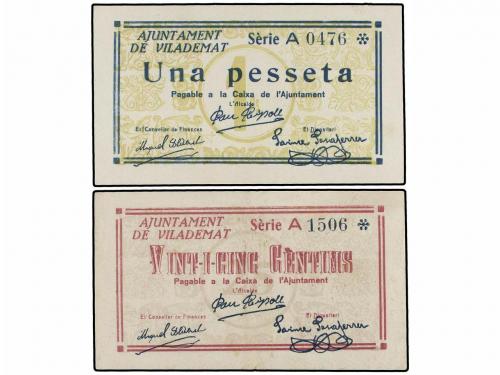 AJUNTAMENT
DE VILADEMAT
Sèrie A 0476 *
Una pesseta
Pagable a la Caixa de l'Ajuntament
L'Alcalde
El Conseller de Finances
El Dipositari
AJUNTAMENT
DE VILADEMAT
Sèrie A 1506 *
VINT-I-CINC CÈNTIMS
Pagable a la Caixa de l'Ajuntament
L'Alcalde
El Conseller de Finances
El Dipositari